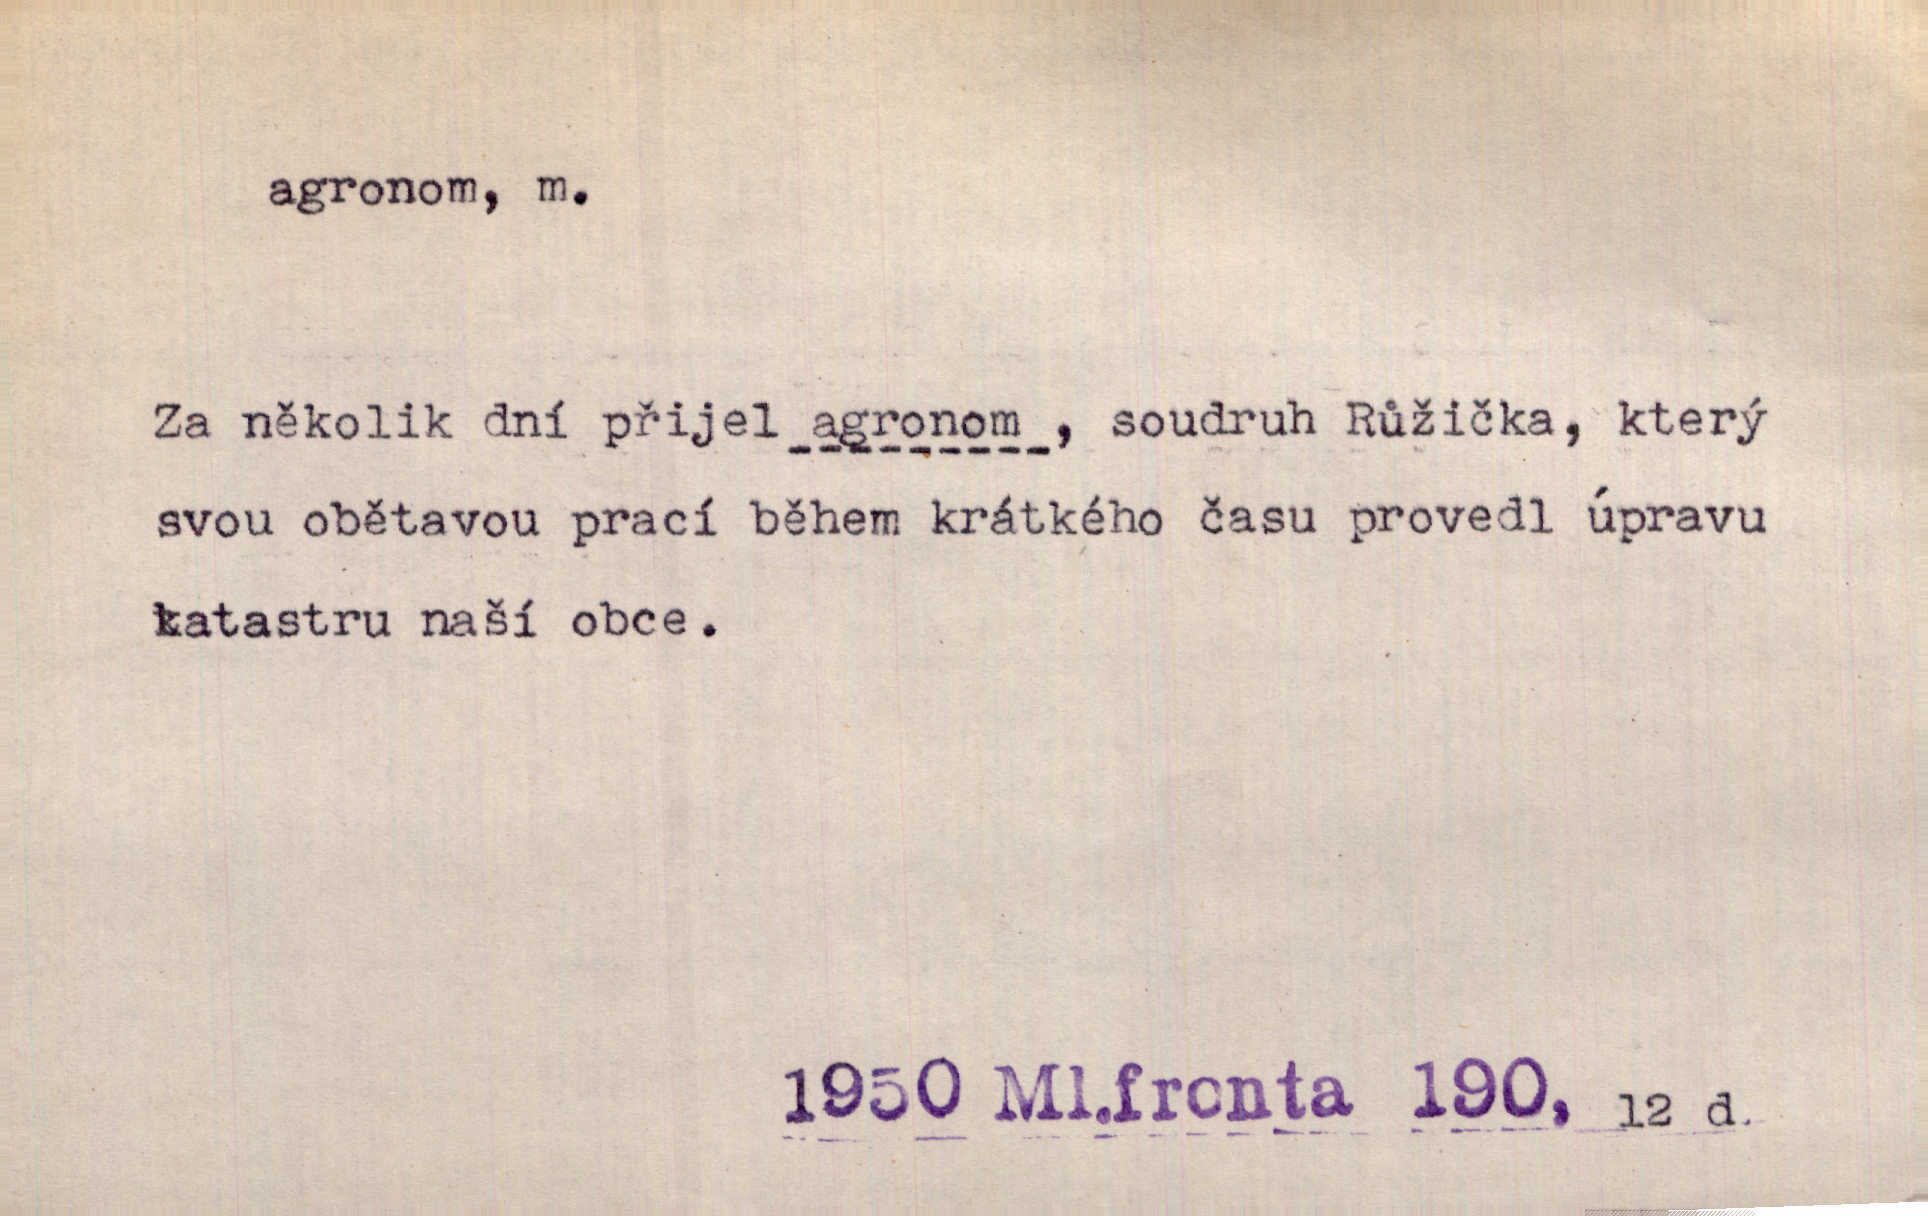 agronom, m.
Za několik dní přijel agronom , soudruh Růžička, který
svou obětavou prací během krátkého času provedl úpravu
katastru naší obce.
1950 Ml.fronta 190, 12 d.